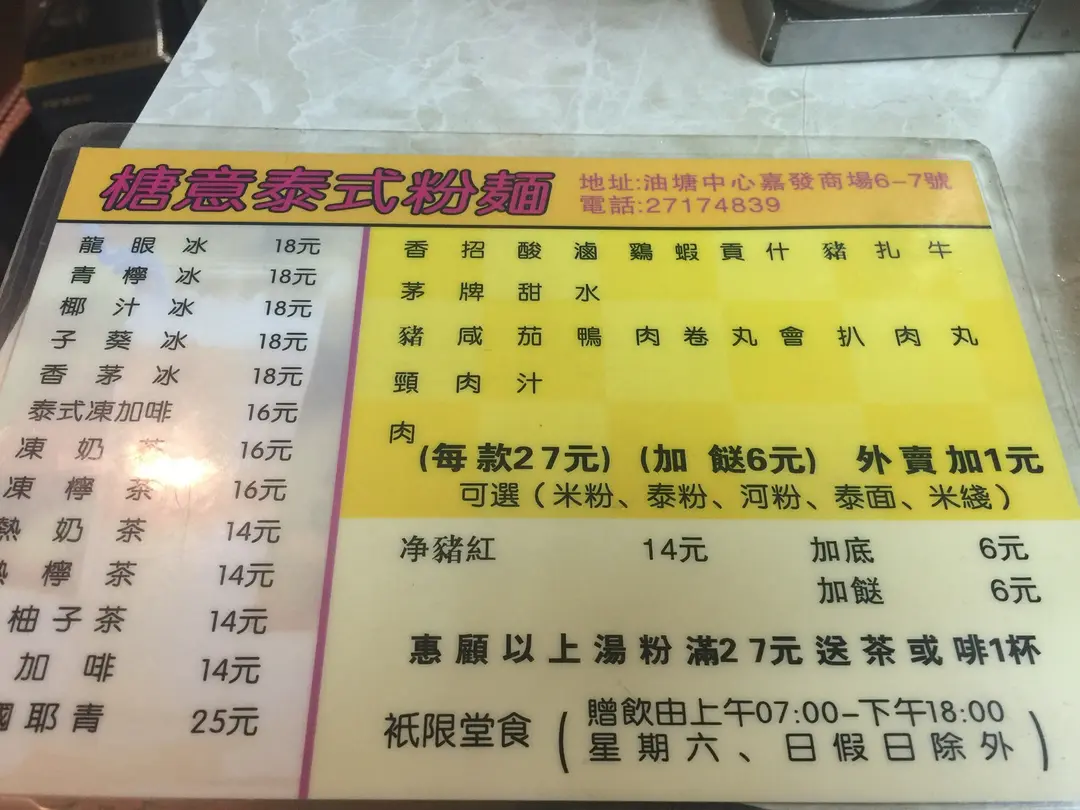 榶意泰式粉麵
地址:油塘中心嘉發商場6-7號
電話:27174839
龍眼冰 18元
青檸冰 18元
椰汁冰 18元
子葵冰 18元
香茅冰 18元
泰式凍加啡 16元
凍奶茶 16元
凍檸茶 16元
熱奶茶 14元
熱檸茶 14元
柚子茶 14元
加啡 14元
國耶青 25元
香招酸滷鷄蝦貢什豬扎牛
茅牌甜水
豬咸茄鴨肉卷丸會扒肉丸
頸肉汁
肉
(每款27元) (加餸6元) 外賣加1元
可選（米粉、泰粉、河粉、泰面、米綫）
净豬紅 14元 加底 6元
加餸 6元
惠顧以上湯粉滿27元送茶或啡1杯
衹限堂食
(贈飲由上午07:00-下午18:00
星期六、日假日除外)